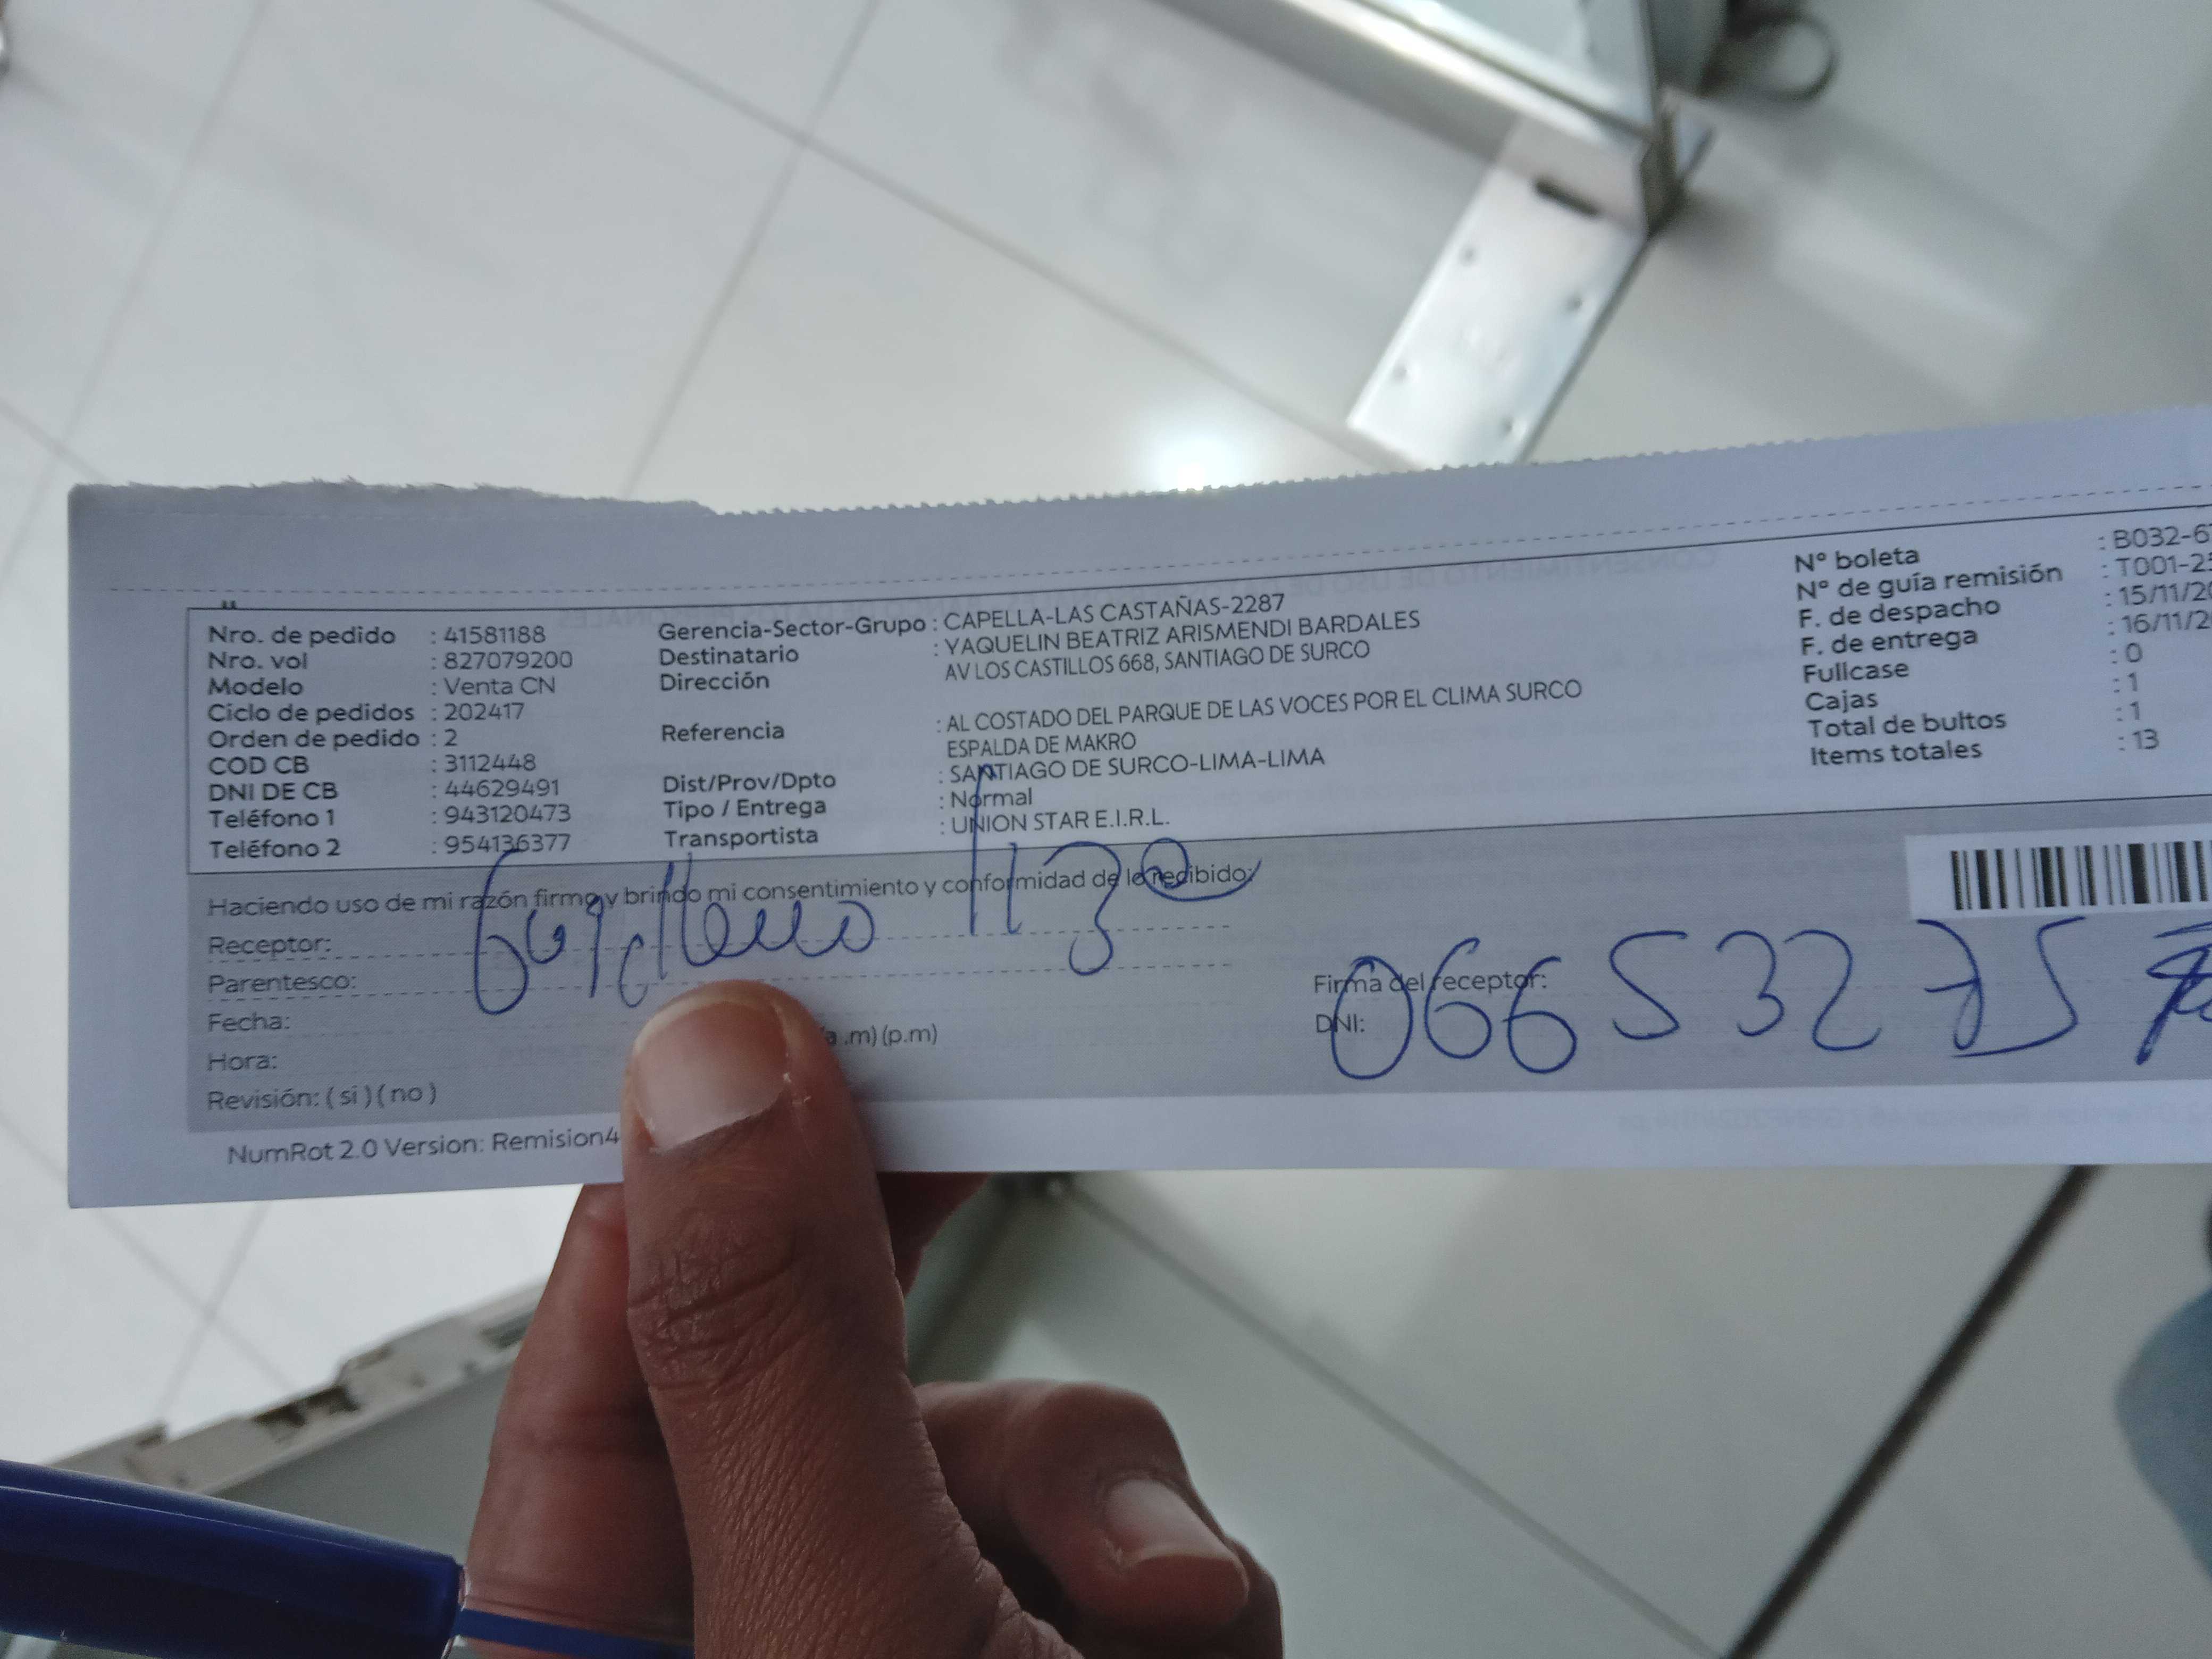 Nro. de pedido : 41581188
Nro. vol : 827079200
Modelo : Venta CN
Ciclo de pedidos : 202417
Orden de pedido : 2
COD CB : 3112448
DNI DE CB : 44629491
Teléfono 1 : 943120473
Teléfono 2 : 954136377
Gerencia-Sector-Grupo : CAPELLA-LAS CASTAÑAS-2287
Destinatario : YAQUELIN BEATRIZ ARISMENDI BARDALES
Dirección AV LOS CASTILLOS 668, SANTIAGO DE SURCO
Referencia : AL COSTADO DEL PARQUE DE LAS VOCES POR EL CLIMA SURCO
ESPALDA DE MAKRO
Dist/Prov/Dpto : SANTIAGO DE SURCO-LIMA-LIMA
Tipo / Entrega : Normal
Transportista : UNION STAR E.I.R.L.
Nº boleta : B032-6
Nº de guía remisión : T001-25
F. de despacho : 15/11/20
F. de entrega : 16/11/2
Fullcase : 0
Cajas : 1
Total de bultos : 1
Items totales : 13
Haciendo uso de mi razón firmo y brindo mi consentimiento y conformidad de lo recibido:
Receptor: 1130
Parentesco:
Fecha:
Hora: .m) (p.m)
Revisión: ( si ) ( no )
Firma del receptor:
DNI: 06653275
NumRot 2.0 Version: Remision4